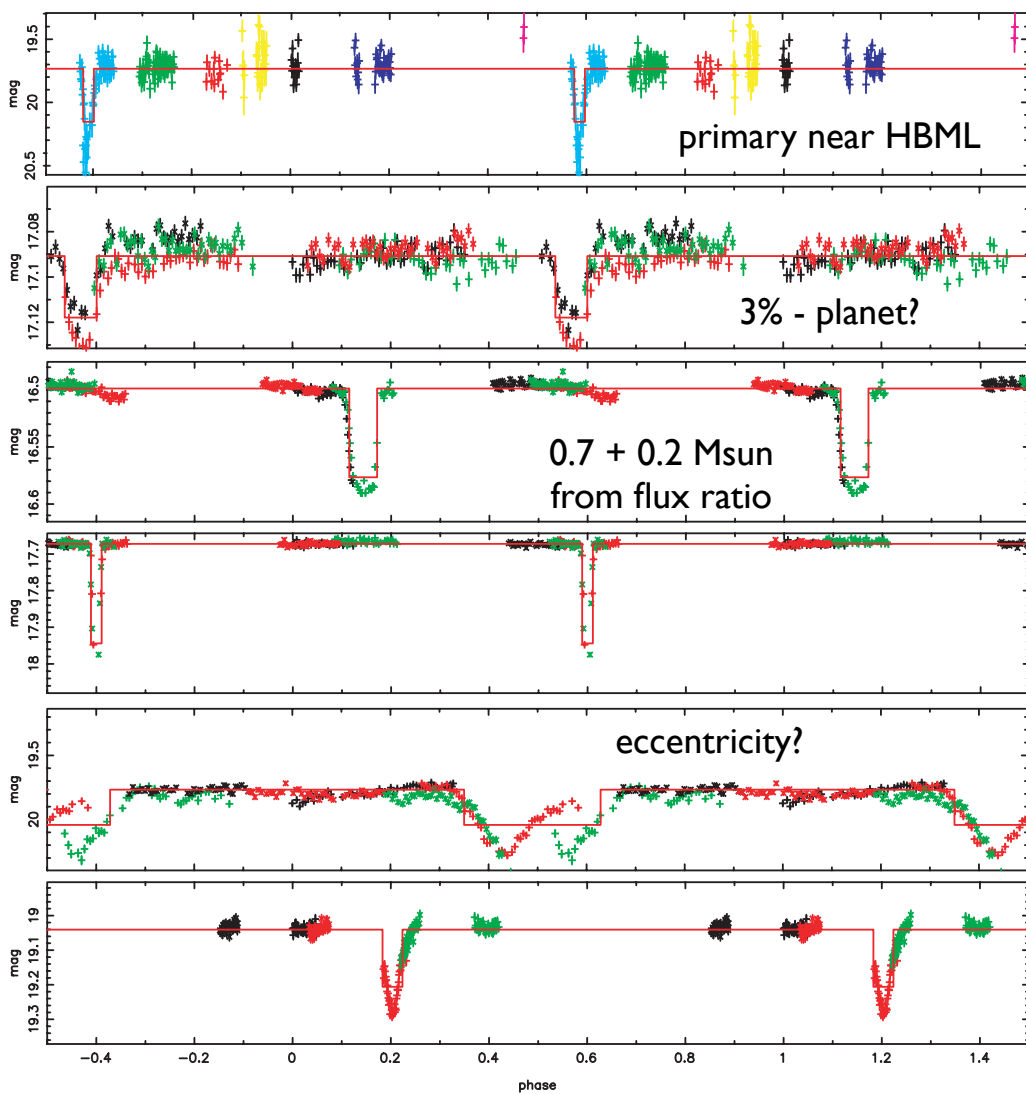 mag
19.5
20
20.5
primary near HBML
mag
17.08
17.1
17.12
3% - planet?
mag
16.5
16.55
16.6
0.7 + 0.2 Msun
from flux ratio
mag
17.7
17.8
17.9
18
mag
19.5
20
eccentricity?
mag
19
19.1
19.2
19.3
−0.4 −0.2 0 0.2 0.4 0.6 0.8 1 1.2 1.4
phase